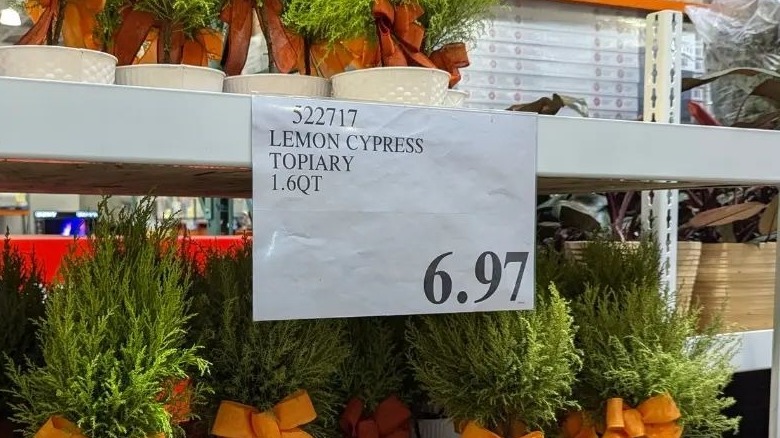 522717
LEMON CYPRESS
TOPIARY
1.6QT
6.97